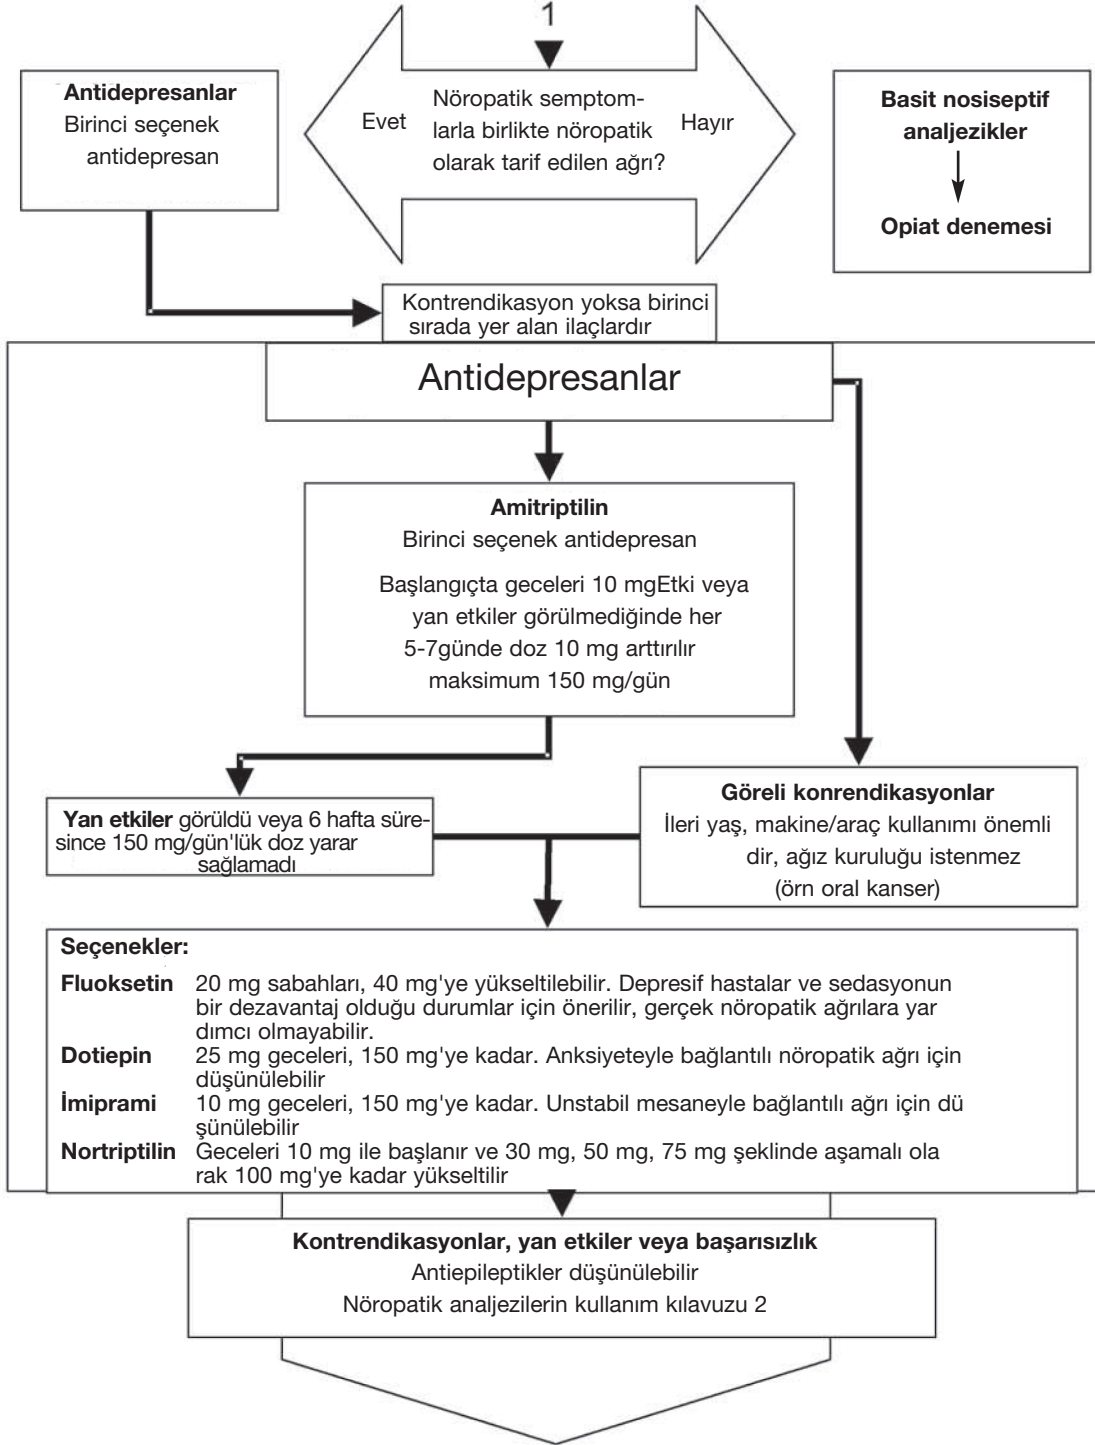 1
Antidepresanlar
Birinci seçenek
antidepresan
Evet
Nöropatik semptom-
larla birlikte nöropatik
olarak tarif edilen ağrı?
Hayır
Basit nosiseptif
analjezikler
Opiat denemesi
Kontrendikasyon yoksa birinci
sırada yer alan ilaçlardır
Antidepresanlar
Amitriptilin
Birinci seçenek antidepresan
Başlangıçta geceleri 10 mgEtki veya
yan etkiler görülmediğinde her
5-7günde doz 10 mg arttırılır
maksimum 150 mg/gün
Yan etkiler görüldü veya 6 hafta süre-
since 150 mg/gün'lük doz yarar
sağlamadı
Göreli konrendikasyonlar
İleri yaş, makine/araç kullanımı önemli
dir, ağız kuruluğu istenmez
(örn oral kanser)
Seçenekler:
Fluoksetin 20 mg sabahları, 40 mg'ye yükseltilebilir. Depresif hastalar ve sedasyonun
bir dezavantaj olduğu durumlar için önerilir, gerçek nöropatik ağrılara yar
dımcı olmayabilir.
Dotiepin 25 mg geceleri, 150 mg'ye kadar. Anksiyeteyle bağlantılı nöropatik ağrı için
düşünülebilir
İmiprami 10 mg geceleri, 150 mg'ye kadar. Unstabil mesaneyle bağlantılı ağrı için dü
şünülebilir
Nortriptilin Geceleri 10 mg ile başlanır ve 30 mg, 50 mg, 75 mg şeklinde aşamalı ola
rak 100 mg'ye kadar yükseltilir
Kontrendikasyonlar, yan etkiler veya başarısızlık
Antiepileptikler düşünülebilir
Nöropatik analjezilerin kullanım kılavuzu 2